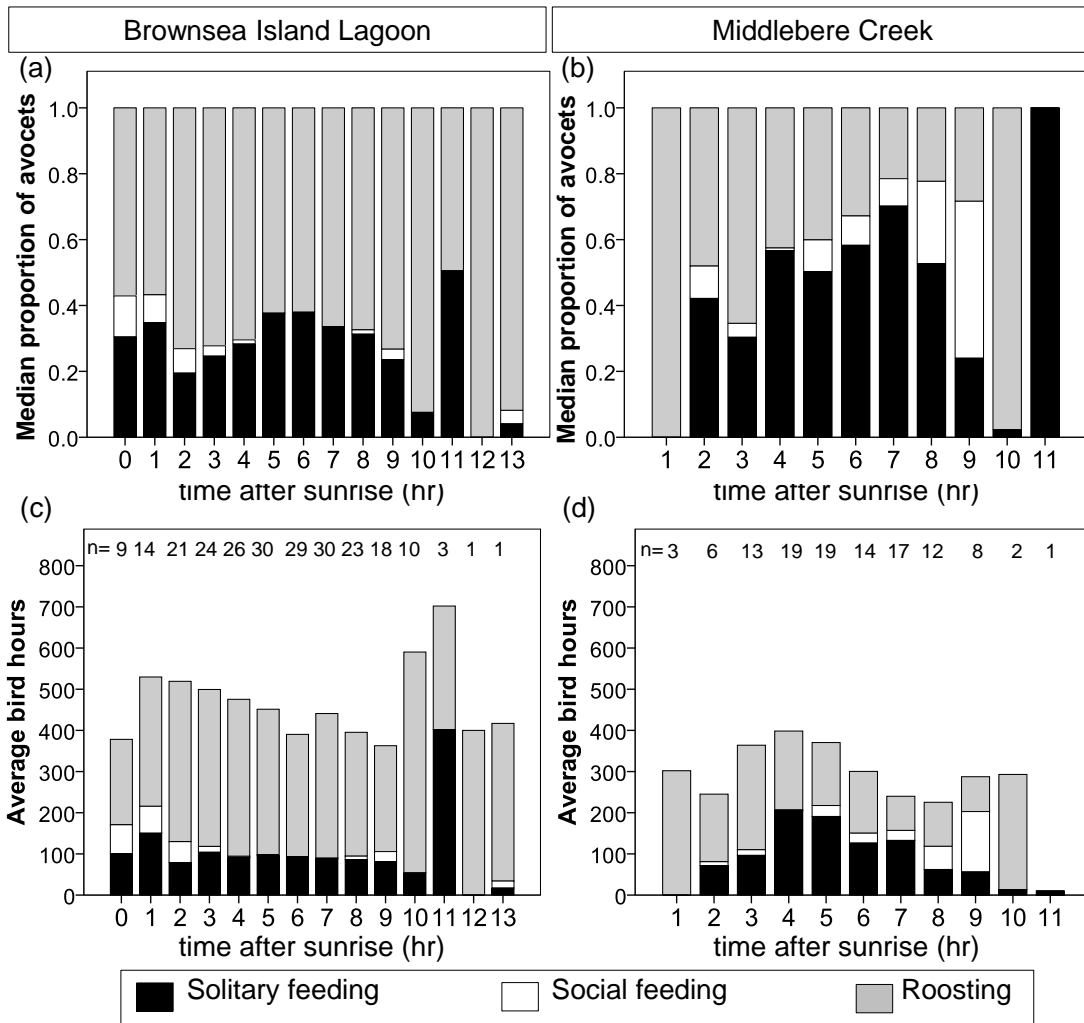 Brownsea Island Lagoon
Middlebere Creek
(a)
Median proportion of avocets
1.0
0.8
0.6
0.4
0.2
0.0
0 1 2 3 4 5 6 7 8 9 10 11 12 13
time after sunrise (hr)
(b)
Median proportion of avocets
1.0
0.8
0.6
0.4
0.2
0.0
1 2 3 4 5 6 7 8 9 10 11
time after sunrise (hr)
(c)
n= 9 14 21 24 26 30 29 30 23 18 10 3 1 1
Average bird hours
800
700
600
500
400
300
200
100
0
0 1 2 3 4 5 6 7 8 9 10 11 12 13
time after sunrise (hr)
(d)
n= 3 6 13 19 19 14 17 12 8 2 1
Average bird hours
800
700
600
500
400
300
200
100
0
1 2 3 4 5 6 7 8 9 10 11
time after sunrise (hr)
Solitary feeding Social feeding Roosting